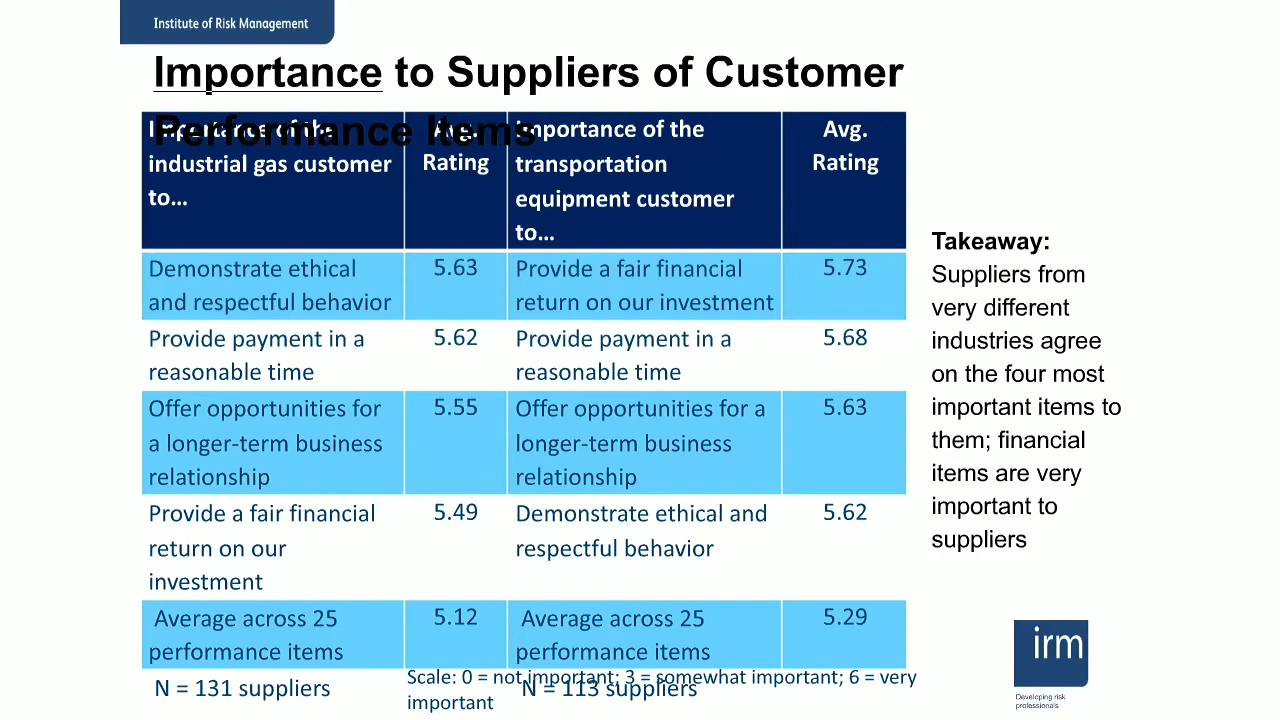 Institute of Risk Management
Importance to Suppliers of Customer
Performance Items
Importance of the
industrial gas customer
to…
Avg.
Rating
Importance of the
transportation
equipment customer
to…
Avg.
Rating
Demonstrate ethical
and respectful behavior
5.63
Provide a fair financial
return on our investment
5.73
Provide payment in a
reasonable time
5.62
Provide payment in a
reasonable time
5.68
Offer opportunities for
a longer-term business
relationship
5.55
Offer opportunities for a
longer-term business
relationship
5.63
Provide a fair financial
return on our
investment
5.49
Demonstrate ethical and
respectful behavior
5.62
Average across 25
performance items
5.12
Average across 25
performance items
5.29
N = 131 suppliers
N = 113 suppliers
Scale: 0 = not important; 3 = somewhat important; 6 = very
important
Takeaway:
Suppliers from
very different
industries agree
on the four most
important items to
them; financial
items are very
important to
suppliers
irm
Developing risk
professionals